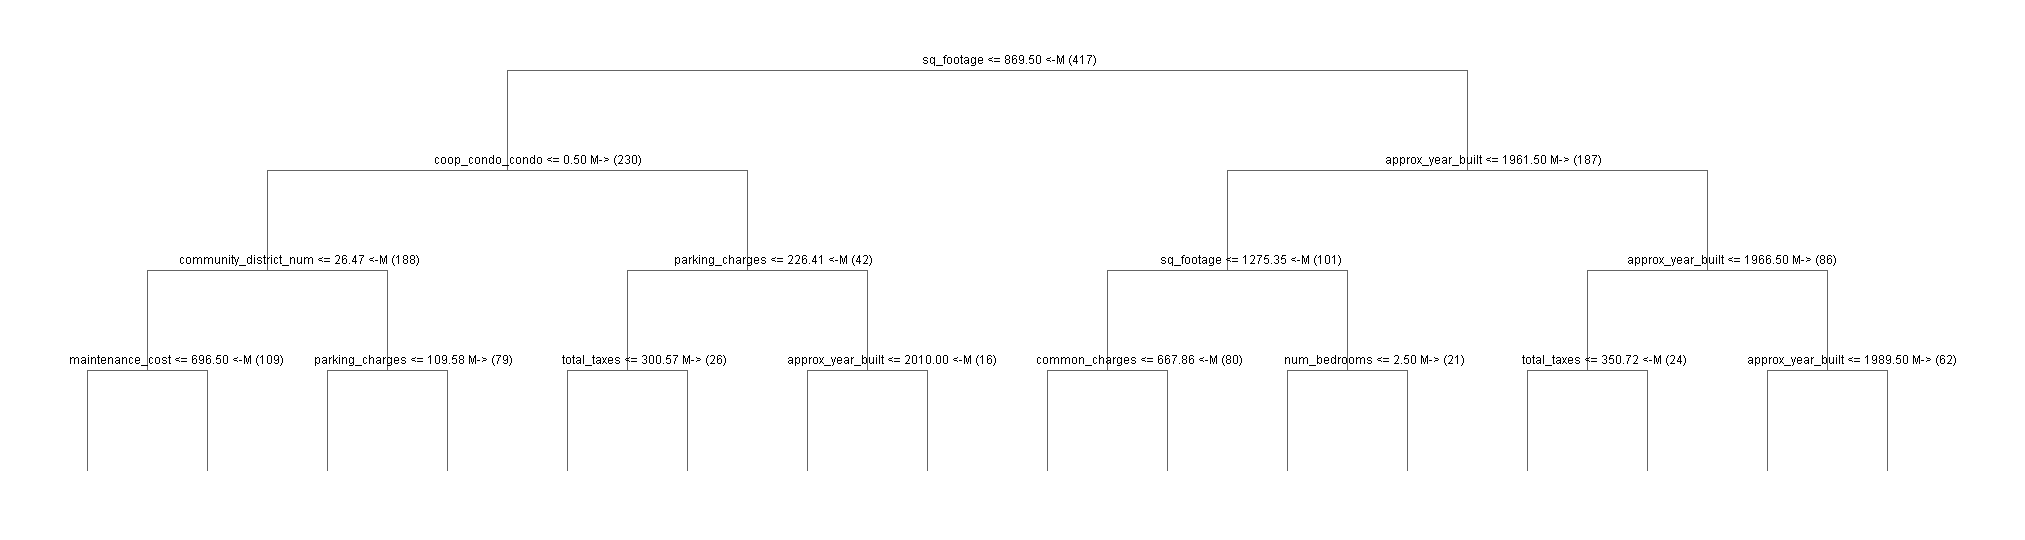 sq_footage <= 869.50 <-M (417)
coop_condo_condo <= 0.50 M-> (230)
approx_year_built <= 1961.50 M-> (187)
community_district_num <= 26.47 <-M (188)
parking_charges <= 226.41 <-M (42)
sq_footage <= 1275.35 <-M (101)
approx_year_built <= 1966.50 M-> (86)
maintenance_cost <= 696.50 <-M (109)
parking_charges <= 109.58 M-> (79)
total_taxes <= 300.57 M-> (26)
approx_year_built <= 2010.00 <-M (16)
common_charges <= 667.86 <-M (80)
num_bedrooms <= 2.50 M-> (21)
total_taxes <= 350.72 <-M (24)
approx_year_built <= 1989.50 M-> (62)